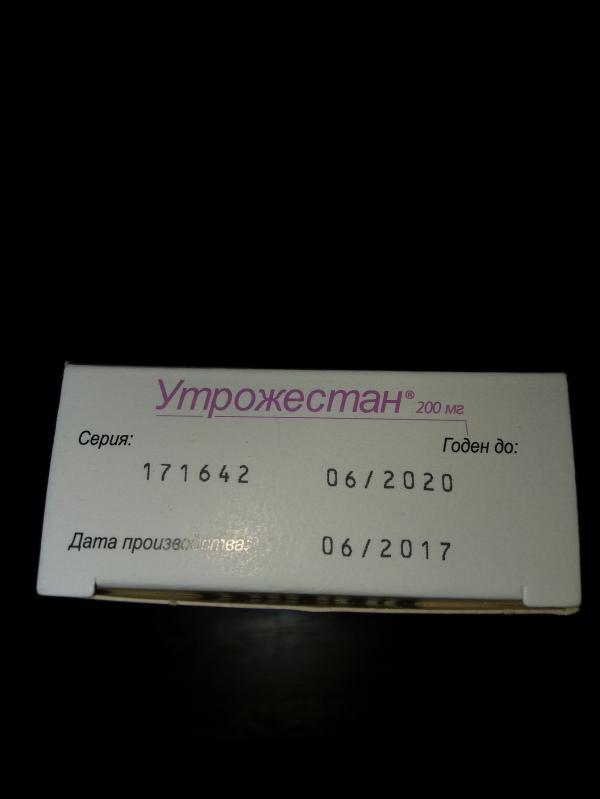 Утрожестан® 200 мг
Серия: Годен до:
171642 06/2020
Дата производства: 06/2017